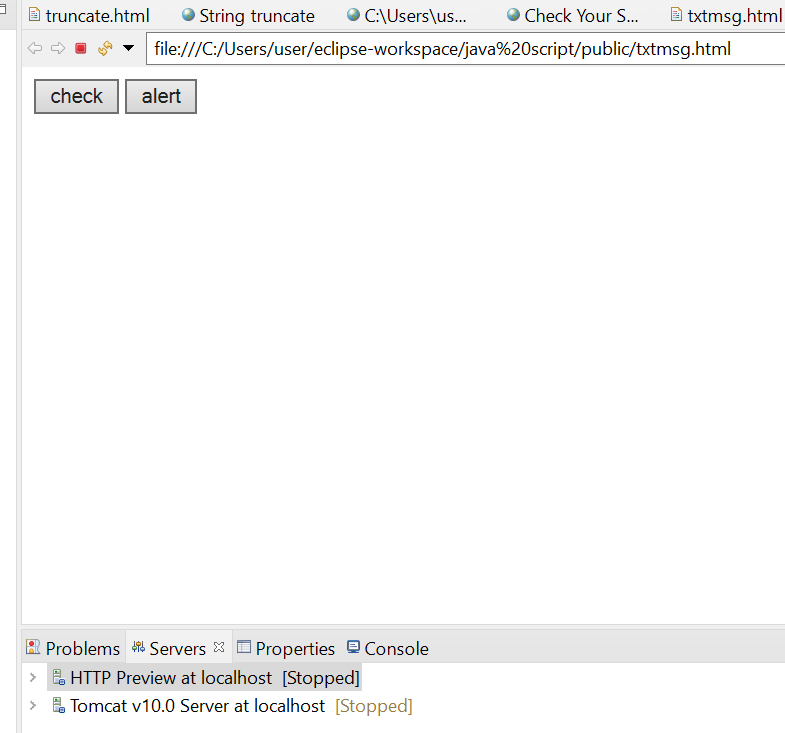 truncate.html String truncate C:\Users\us... Check Your S... txtmsg.html
file:///C:/Users/user/eclipse-workspace/java%20script/public/txtmsg.html
check alert
Problems Servers Properties Console
HTTP Preview at localhost [Stopped]
Tomcat v10.0 Server at localhost [Stopped]